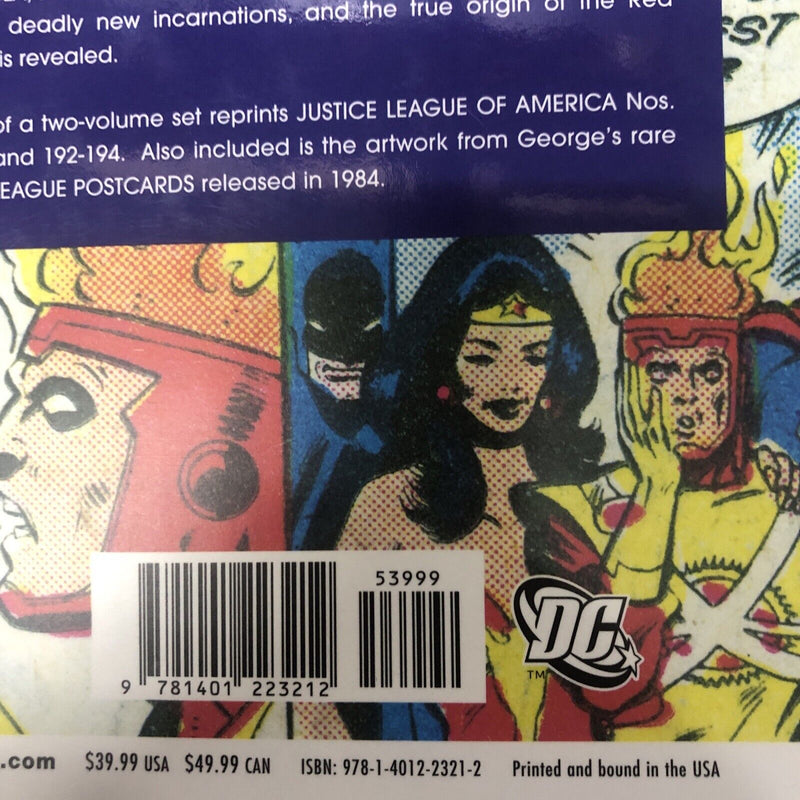 deadly new incarnations, and the true origin of the Red
is revealed.
of a two-volume set reprints JUSTICE LEAGUE OF AMERICA Nos.
and 192-194. Also included is the artwork from George's rare
EAGUE POSTCARDS released in 1984.
53999
DC
TM
9 781401 223212
.com $39.99 USA $49.99 CAN ISBN: 978-1-4012-2321-2 Printed and bound in the USA